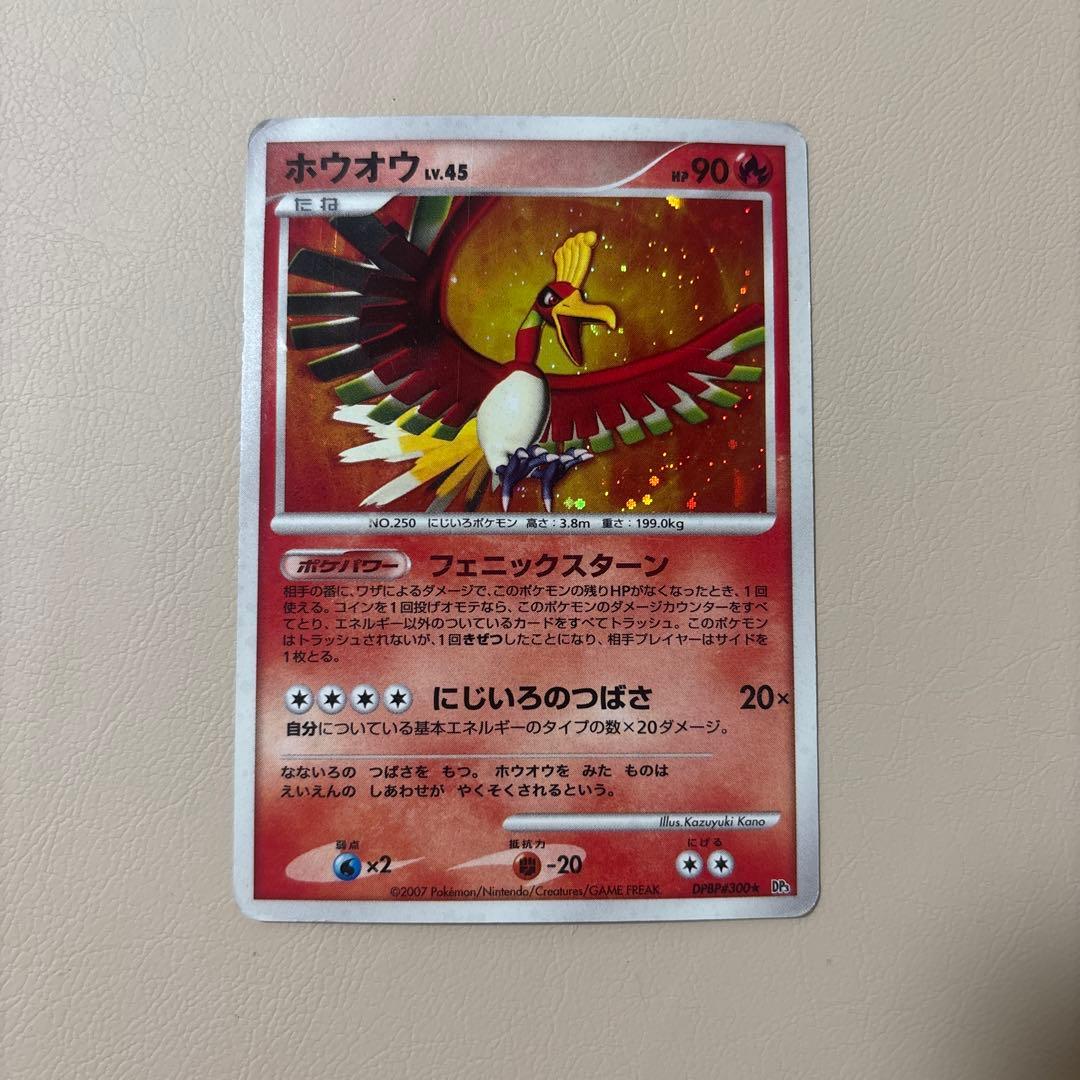 ホウオウ LV.45 HP 90
たね
NO.250 にじいろポケモン 高さ:3.8m 重さ:199.0kg
ポケパワー フェニックスターン
相手の番に、ワザによるダメージで、このポケモンの残りHPがなくなったとき、1回
使える。コインを1回投げオモテなら、このポケモンのダメージカウンターをすべ
てとり、エネルギー以外のついているカードをすべてトラッシュ。このポケモン
はトラッシュされないが、1回きぜつしたことになり、相手プレイヤーはサイドを
1枚とる。
にじいろのつばさ 20×
自分についている基本エネルギーのタイプの数×20ダメージ。
なないろの つばさを もつ。 ホウオウを みた ものは
えいえんの しあわせが やくそくされるという。
Illus.Kazuyuki Kano
弱点 抵抗力 にげる
×2 -20
©2007 Pokémon/Nintendo/Creatures/GAME FREAK. DPBP#300★ DP3